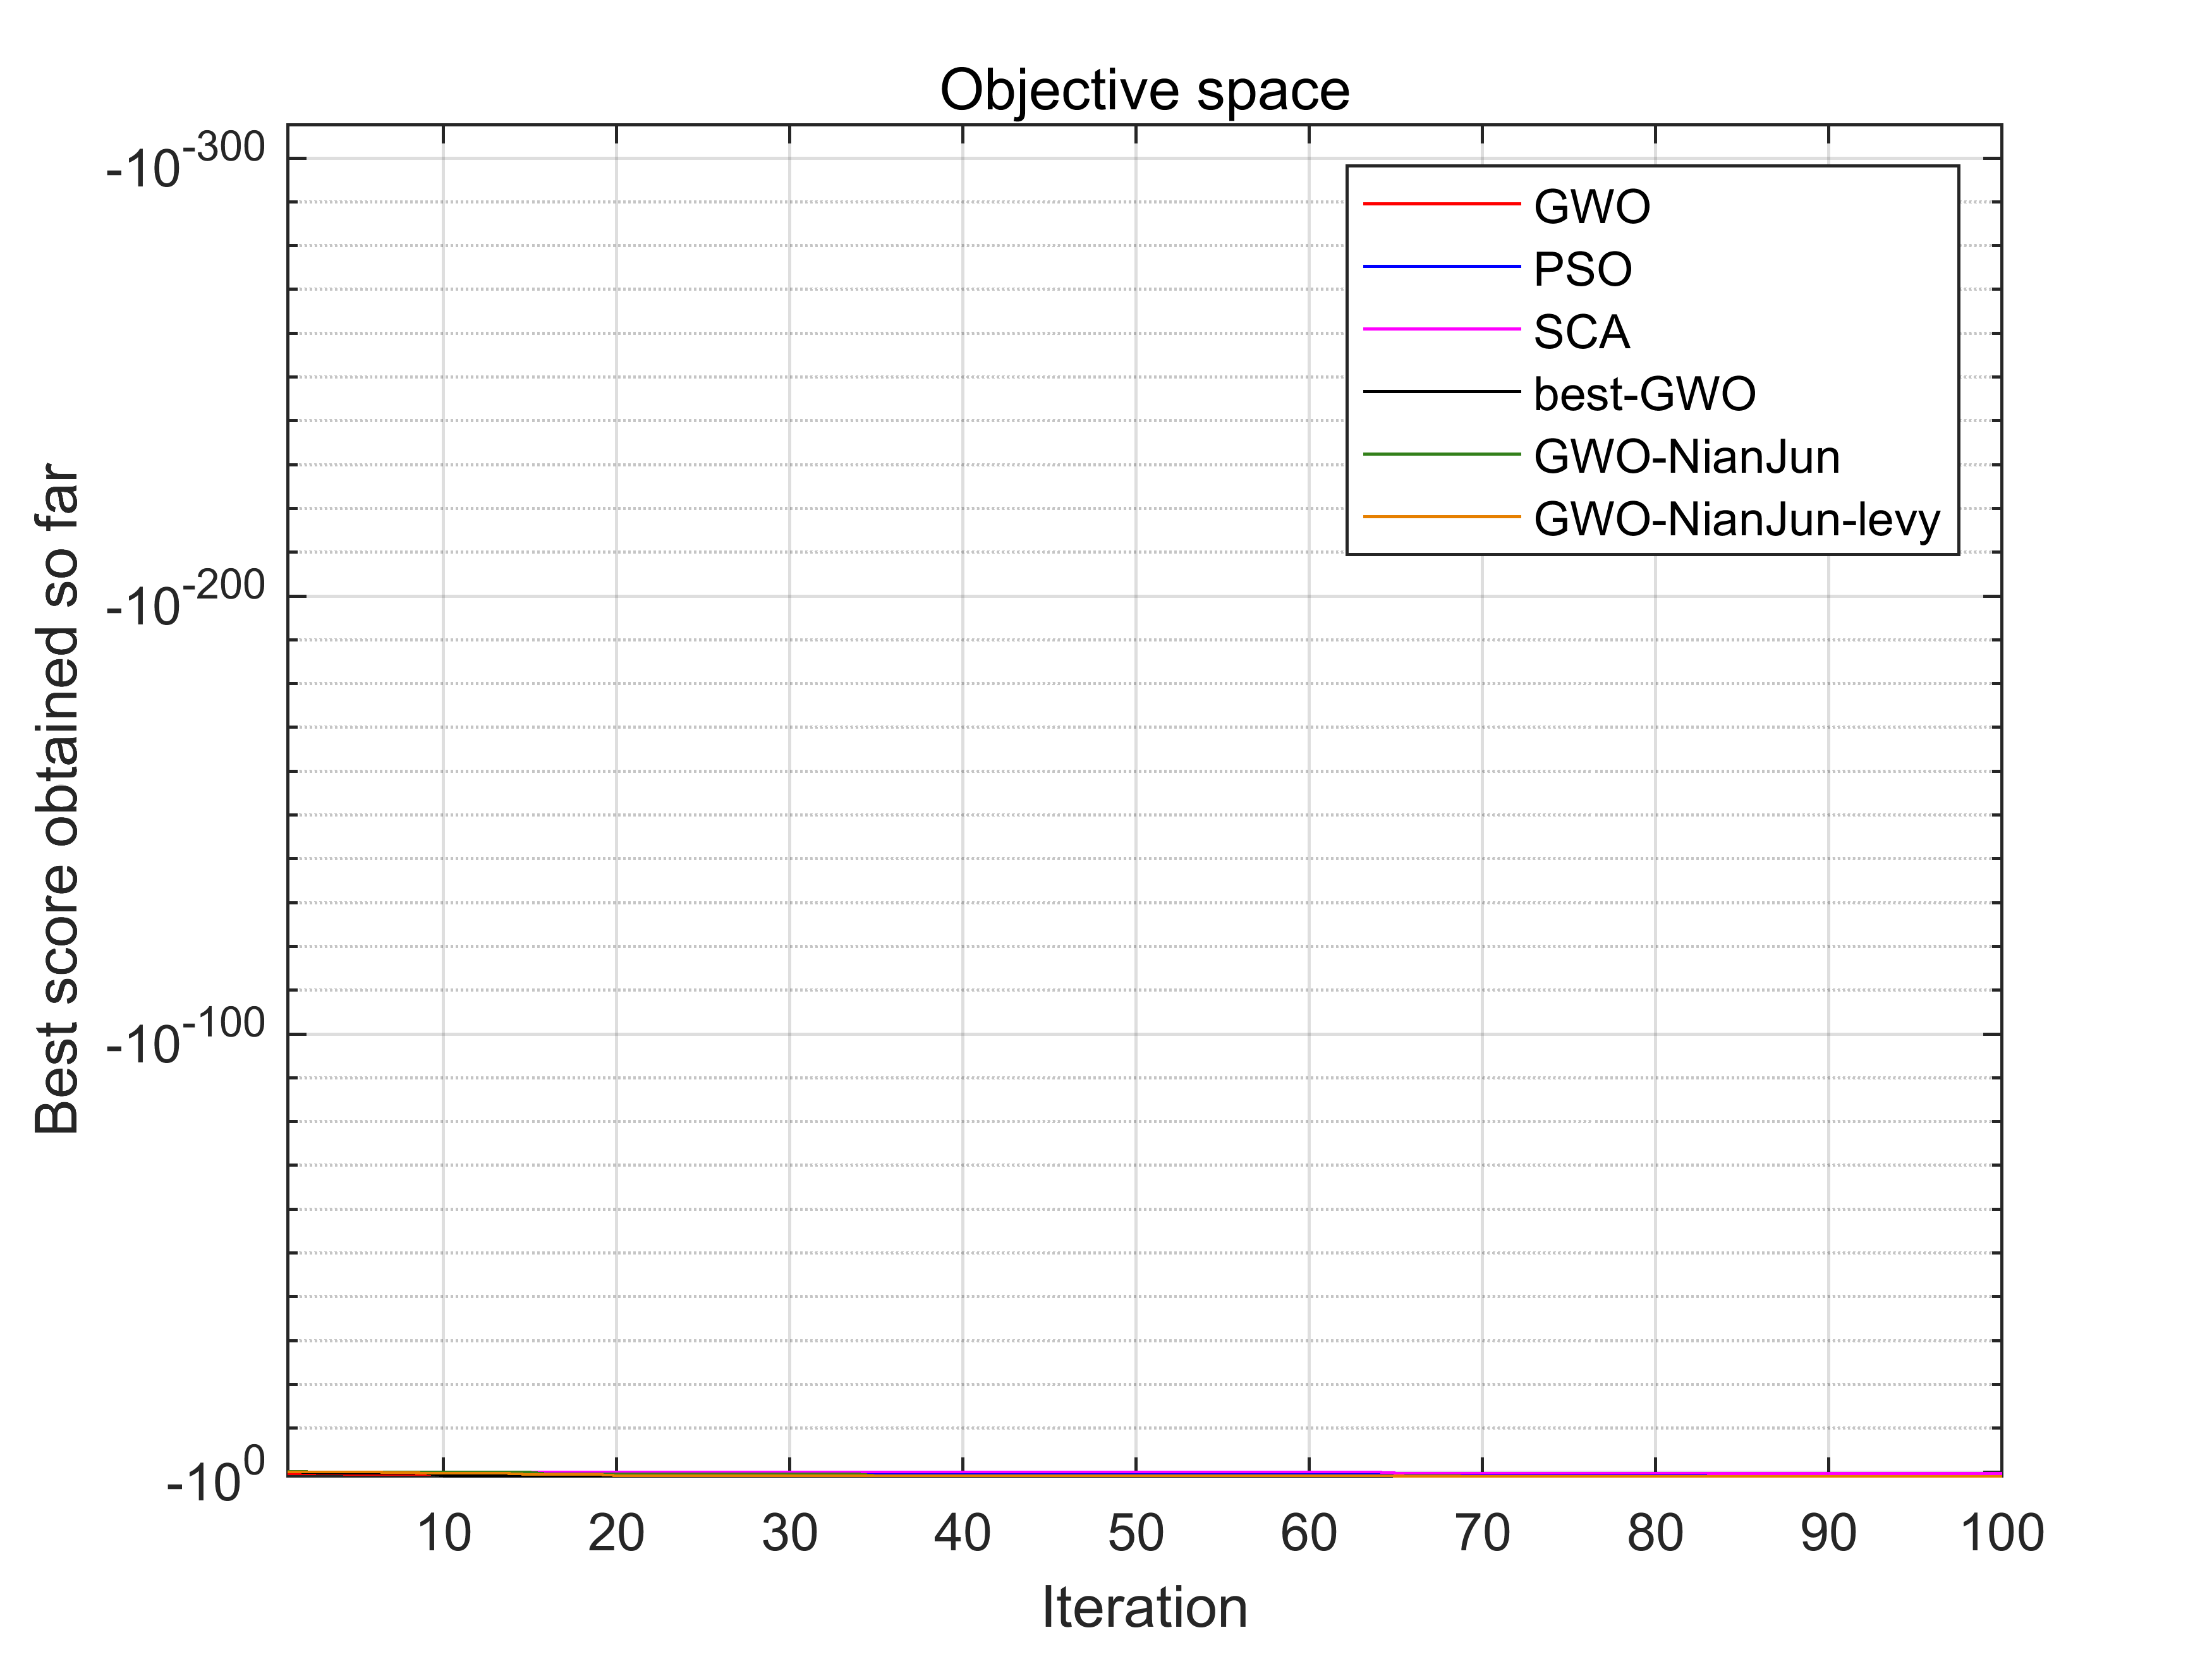 Objective space
-10^-300
-10^-200
-10^-100
-10^0
Best score obtained so far
GWO
PSO
SCA
best-GWO
GWO-NianJun
GWO-NianJun-levy
10 20 30 40 50 60 70 80 90 100
Iteration